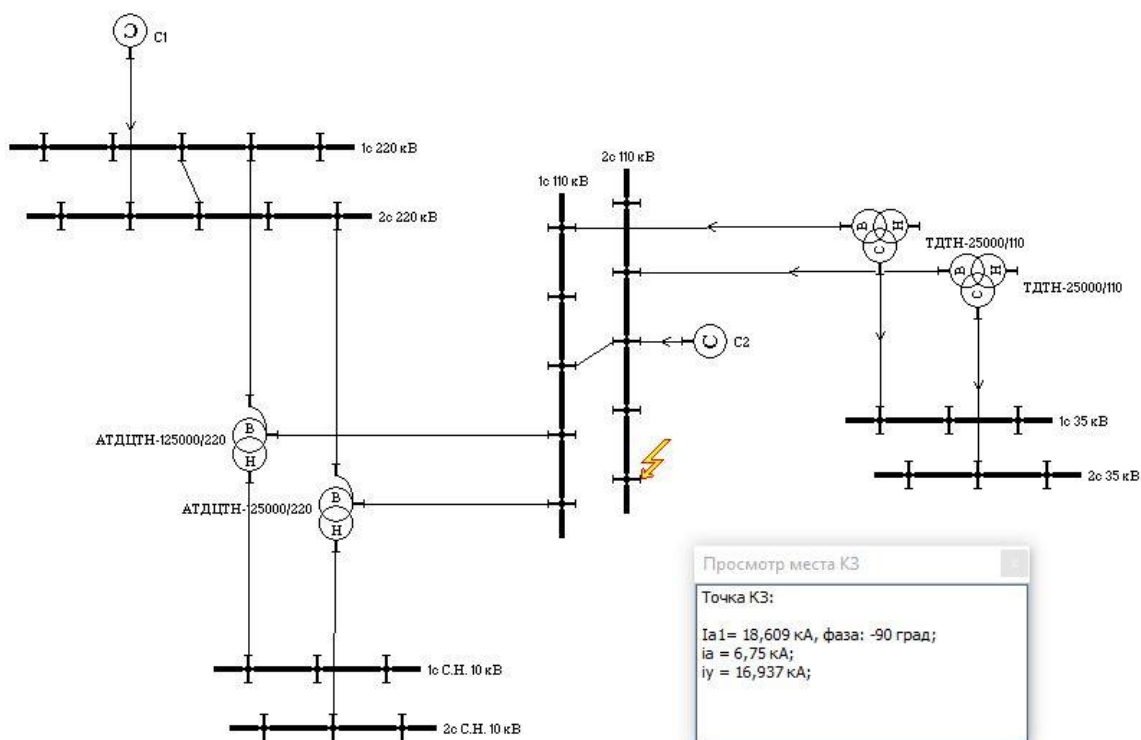 С
С1
1с 220 кВ
2с 220 кВ
2с 110 кВ
1с 110 кВ
В
Н
С
ТДТН-25000/110
В
Н
С
ТДТН-25000/110
С
С2
АТДЦТН-125000/220
В
Н
1с 35 кВ
2с 35 кВ
АТДЦТН-125000/220
В
Н
Просмотр места КЗ
x
Точка КЗ:
Ia1= 18,609 кА, фаза: -90 град;
ia = 6,75 кА;
iy = 16,937 кА;
1с С.Н. 10 кВ
2с С.Н. 10 кВ